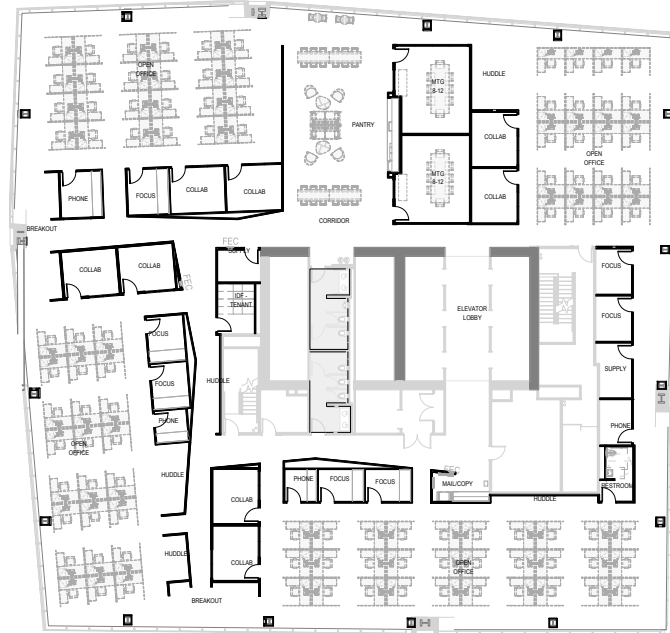 OPEN
OFFICE
PANTRY
MTG
8-12
HUDDLE
COLLAB
OPEN
OFFICE
MTG
8-12
COLLAB
PHONE
FOCUS
COLLAB
COLLAB
CORRIDOR
BREAKOUT
FEC
SUPPLY
COLLAB
COLLAB
FEC
IDF -
TENANT
ELEVATOR
LOBBY
FOCUS
FOCUS
FOCUS
FOCUS
HUDDLE
SUPPLY
PHONE
OPEN
OFFICE
PHONE
HUDDLE
COLLAB
PHONE
FOCUS
FOCUS
FEC
MAIL/COPY
RESTROOM
HUDDLE
HUDDLE
COLLAB
OPEN
OFFICE
BREAKOUT